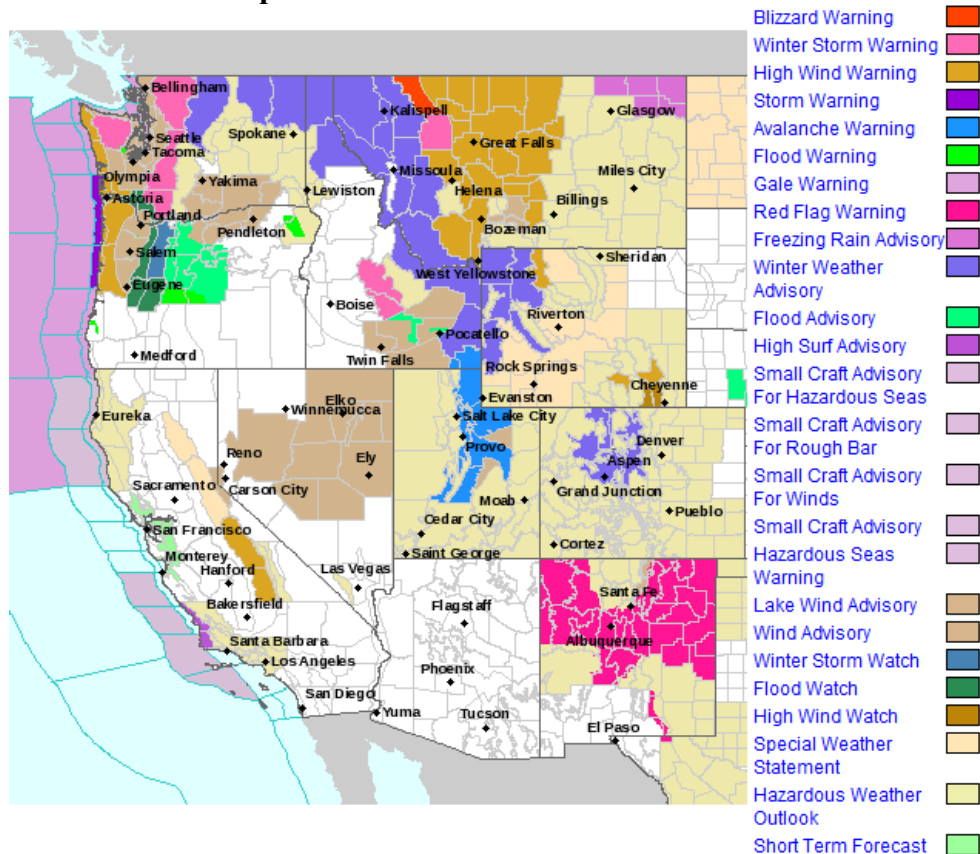 Blizzard Warning
Winter Storm Warning
High Wind Warning
Storm Warning
Avalanche Warning
Flood Warning
Gale Warning
Red Flag Warning
Freezing Rain Advisory
Winter Weather
Advisory
Flood Advisory
High Surf Advisory
Small Craft Advisory
For Hazardous Seas
Small Craft Advisory
For Rough Bar
Small Craft Advisory
For Winds
Small Craft Advisory
Hazardous Seas
Warning
Lake Wind Advisory
Wind Advisory
Winter Storm Watch
Flood Watch
High Wind Watch
Special Weather
Statement
Hazardous Weather
Outlook
Short Term Forecast
Bellingham
Kalispell
Glasgow
Seattle
Spokane
Tacoma
Great Falls
Olympia
Yakima
Missoula
Miles City
Lewiston
Helena
Astoria
Billings
Portland
Pendleton
Bozeman
Salem
Sheridan
West Yellowstone
Eugene
Boise
Riverton
Pocatello
Medford
Twin Falls
Rock Springs
Cheyenne
Elko
Evanston
Winnemucca
Eureka
Salt Lake City
Provo
Denver
Reno
Ely
Aspen
Sacramento
Carson City
Grand Junction
Moab
Pueblo
San Francisco
Cedar City
Cortez
Monterey
Saint George
Hanford
Las Vegas
Bakersfield
Flagstaff
Santa Fe
Albuquerque
Santa Barbara
Los Angeles
Phoenix
San Diego
Yuma
Tucson
El Paso